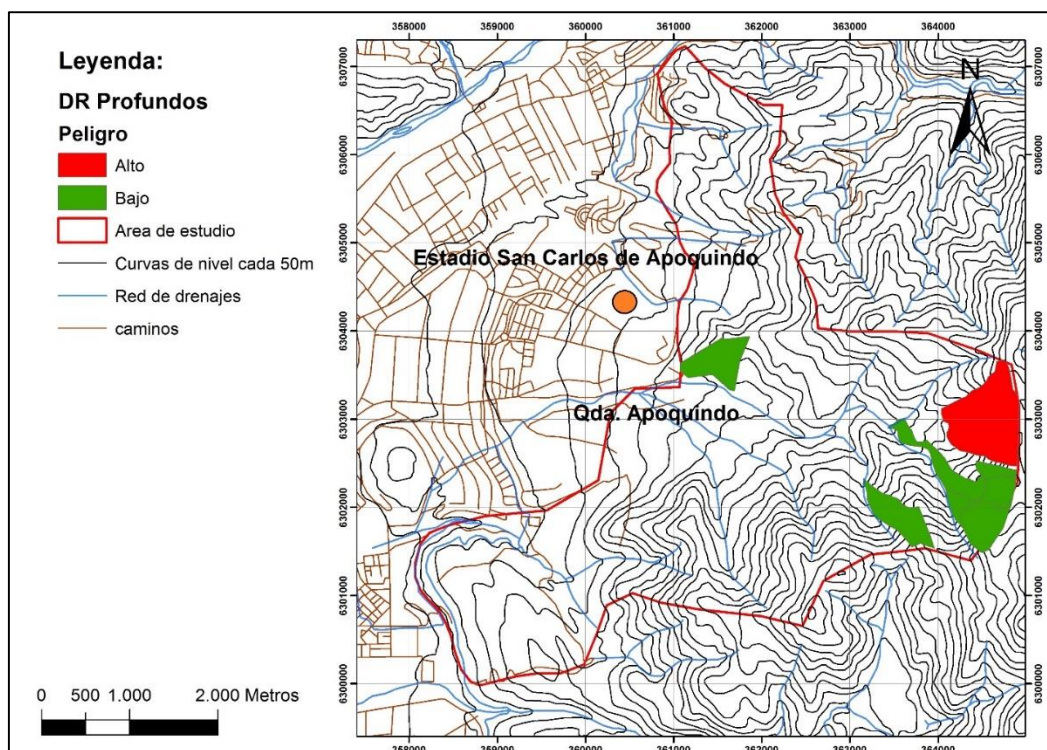 Leyenda:
DR Profundos
Peligro
Alto
Bajo
Area de estudio
Curvas de nivel cada 50m
Red de drenajes
caminos
0 500 1.000 2.000 Metros
358000 359000 360000 361000 362000 363000 364000
N
6307000
6306000
6305000
6304000
6303000
6302000
6301000
6300000
Estadio San Carlos de Apoquindo
Qda. Apoquindo
358000 359000 360000 361000 362000 363000 364000